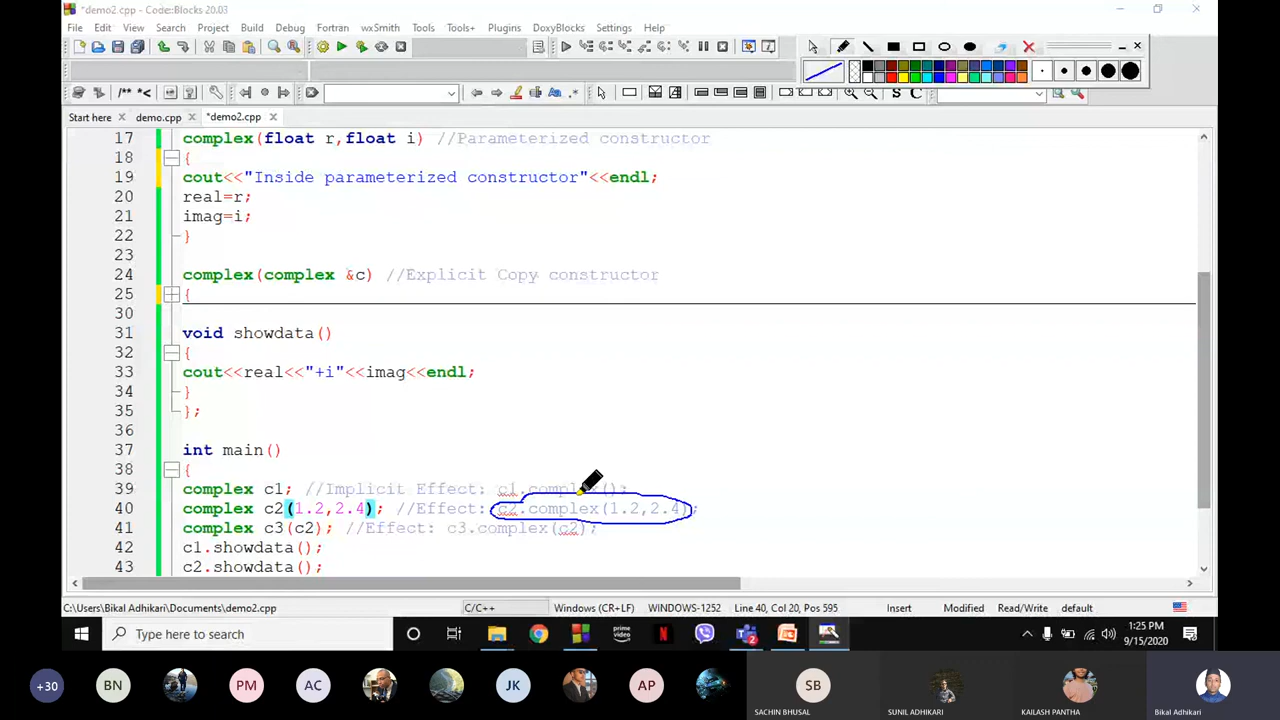 *demo2.cpp - Code::Blocks 20.03
File Edit View Search Project Build Debug Fortran wxSmith Tools Tools+ Plugins DoxyBlocks Settings Help
/** *<
S C
Start here demo.cpp *demo2.cpp
17 complex(float r,float i) //Parameterized constructor
18 {
19 cout<<"Inside parameterized constructor"<<endl;
20 real=r;
21 imag=i;
22 }
23
24 complex(complex &c) //Explicit Copy constructor
25 {
30
31 void showdata()
32 {
33 cout<<real<<"+i"<<imag<<endl;
34 }
35 };
36
37 int main()
38 {
39 complex c1; //Implicit Effect: c1.complex();
40 complex c2(1.2,2.4); //Effect: c2.complex(1.2,2.4);
41 complex c3(c2); //Effect: c3.complex(c2);
42 c1.showdata();
43 c2.showdata();
C:\Users\Bikal Adhikari\Documents\demo2.cpp C/C++ Windows (CR+LF) WINDOWS-1252 Line 40, Col 20, Pos 595 Insert Modified Read/Write default
Type here to search
prime video
N
2
1:25 PM
9/15/2020
+30 BN PM AC JK AP SB
SACHIN BHUSAL SUNIL ADHIKARI KAILASH PANTHA Bikal Adhikari